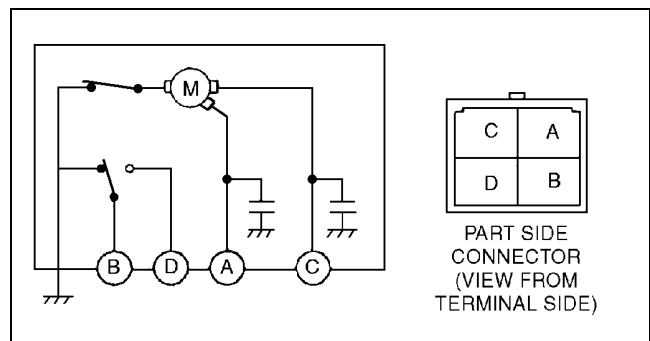 M
B D A C
C A
D B
PART SIDE
CONNECTOR
(VIEW FROM
TERMINAL SIDE)